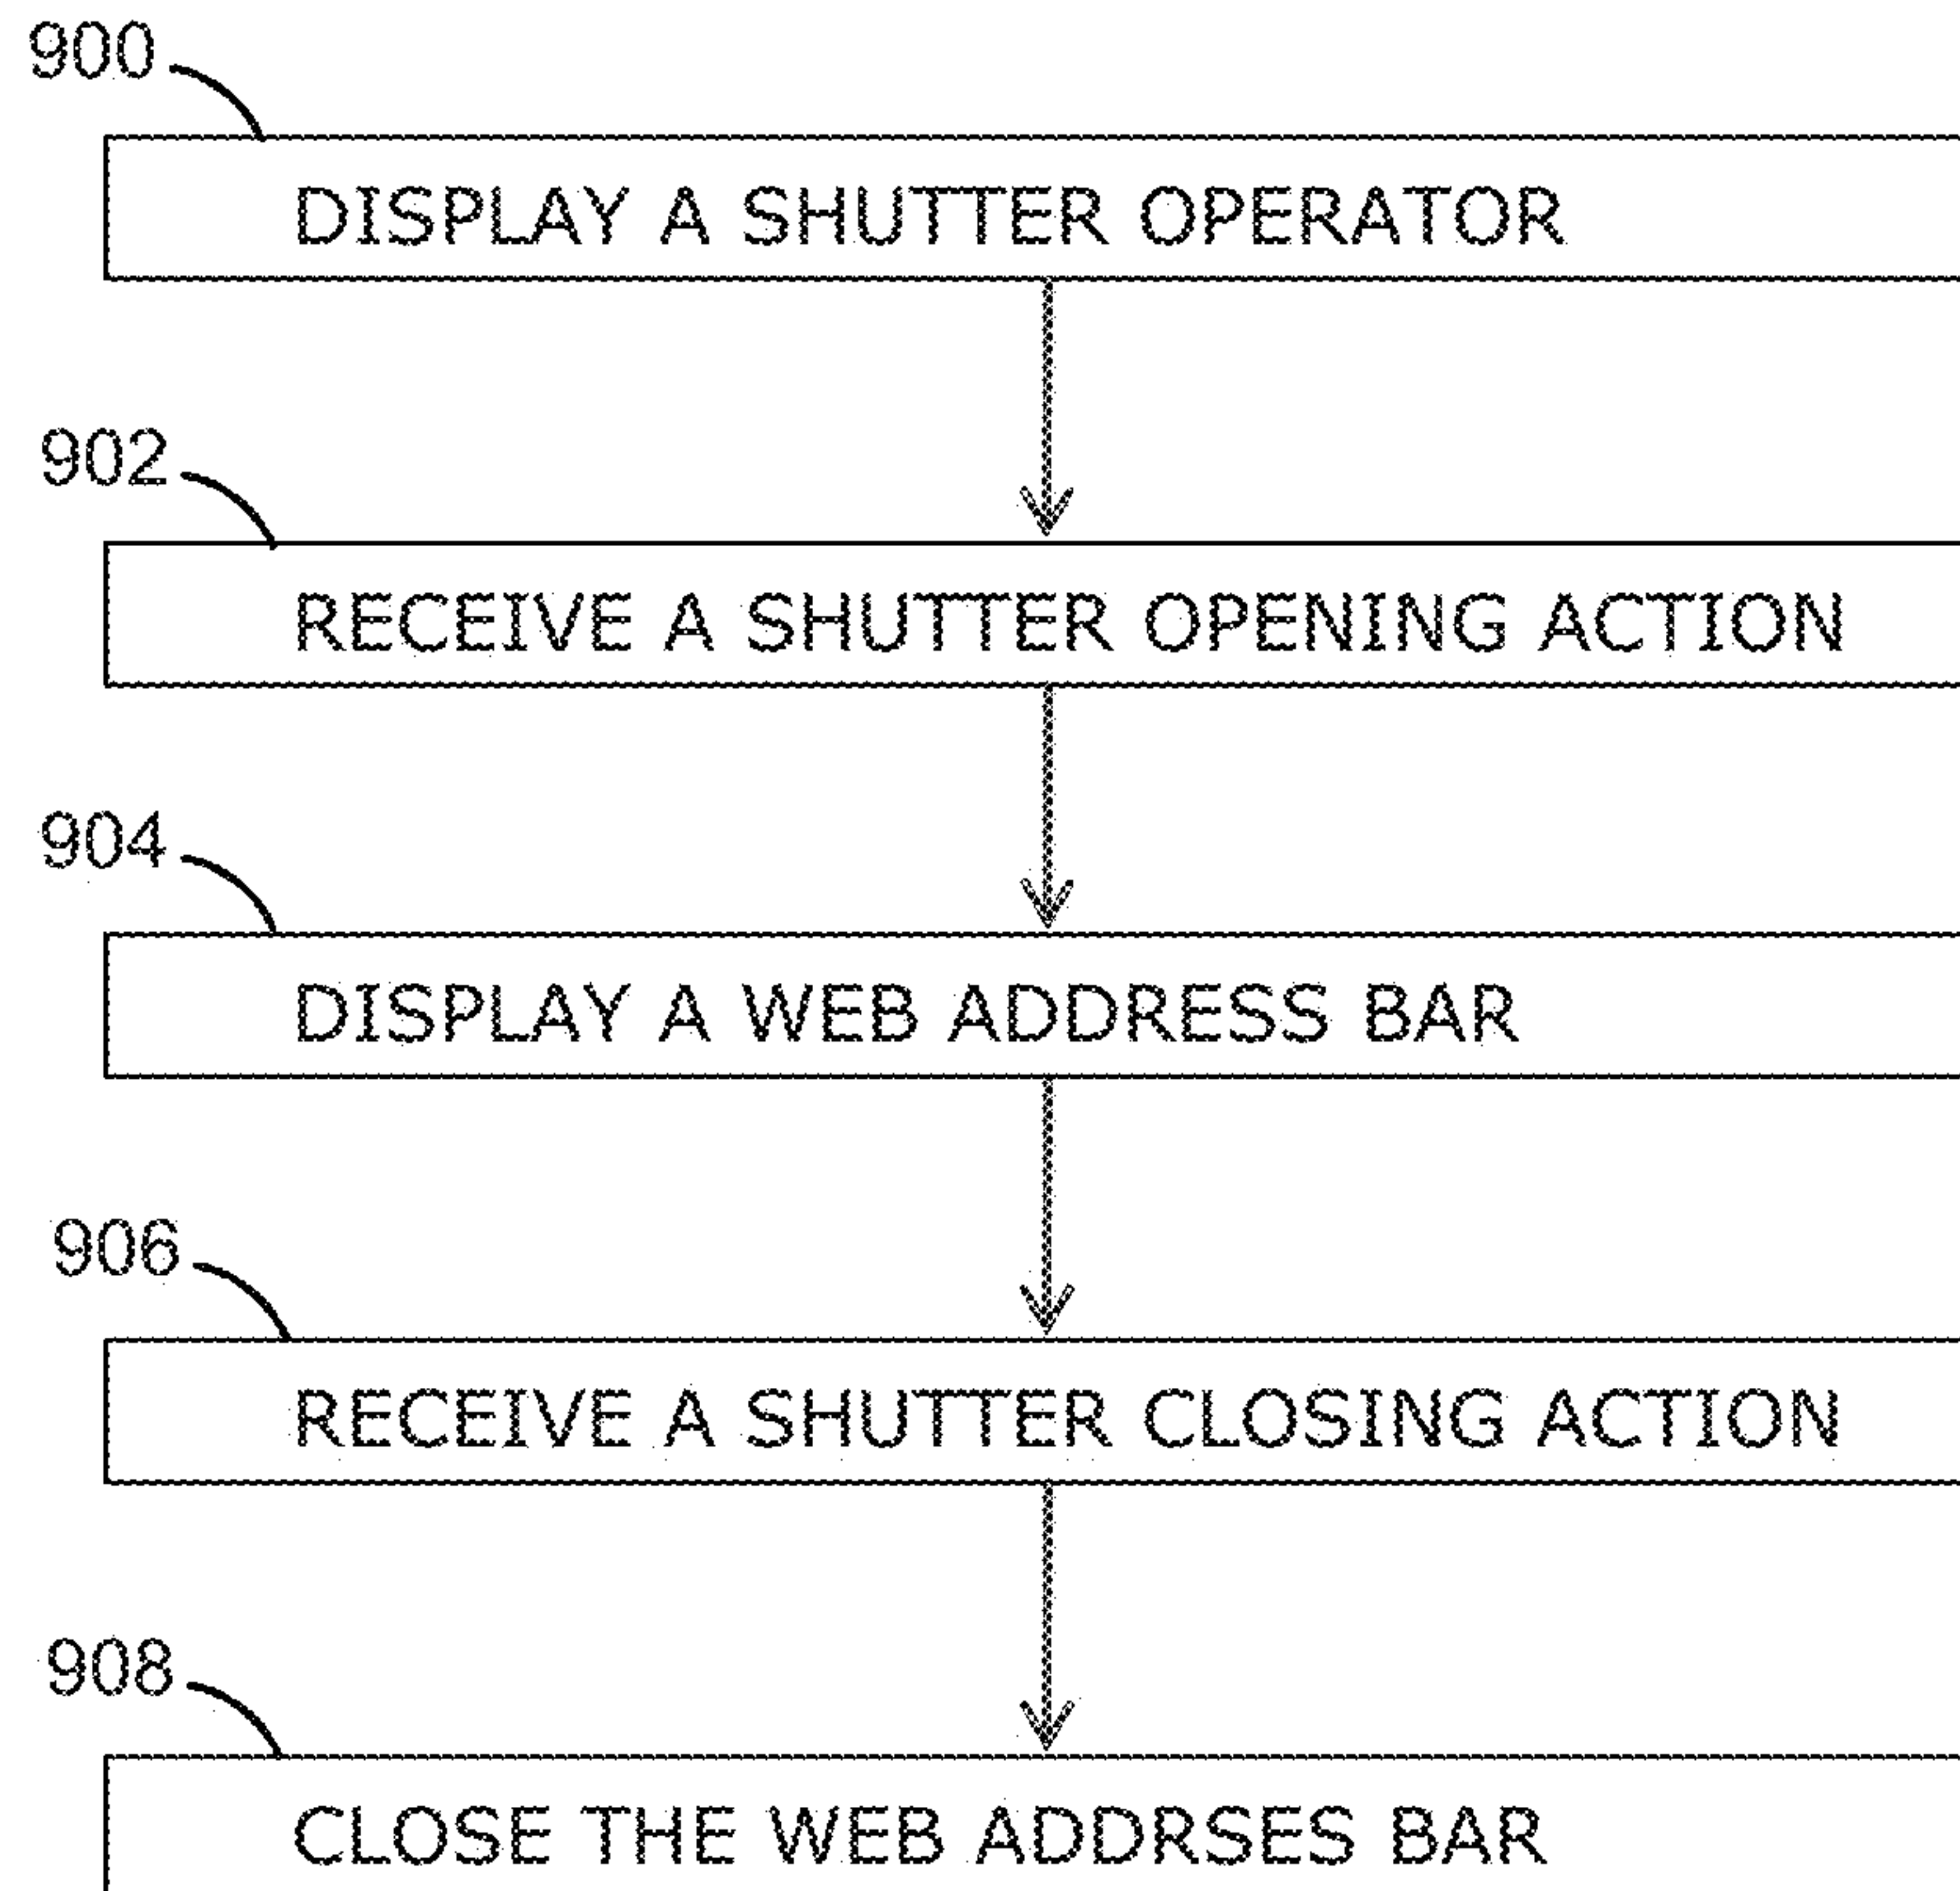 900
DISPLAY A SHUTTER OPERATOR
902
RECEIVE A SHUTTER OPENING ACTION
904
DISPLAY A WEB ADDRESS BAR
906
RECEIVE A SHUTTER CLOSING ACTION
908
CLOSE THE WEB ADDRSES BAR